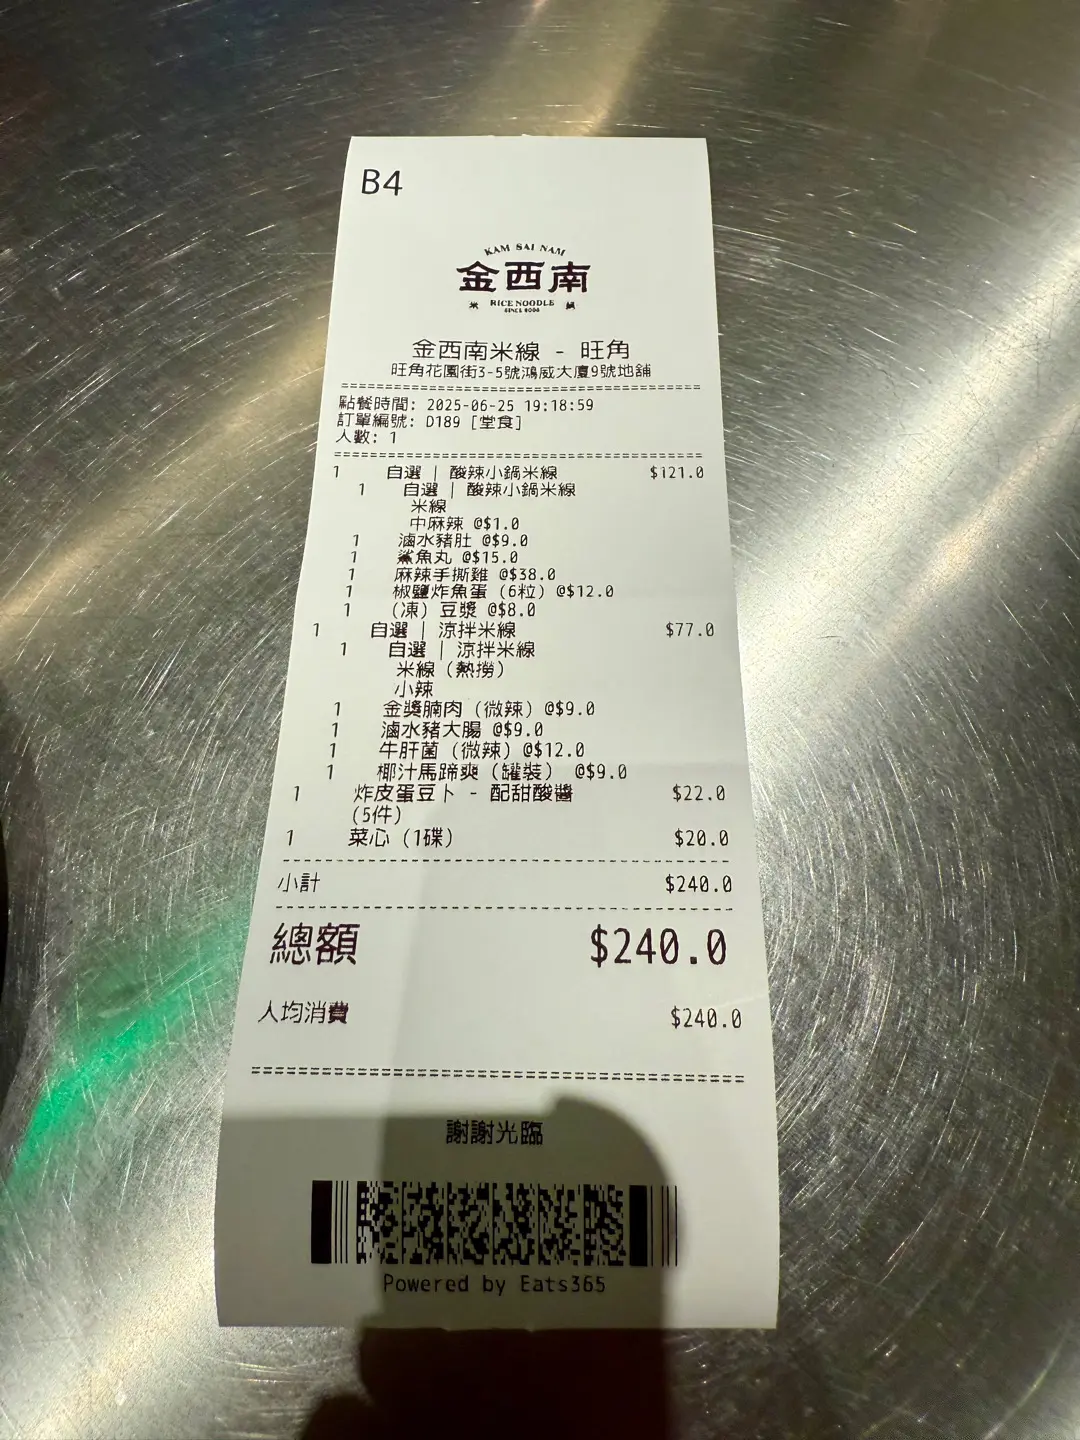 B4
KAM SAI NAM
金西南
米 RICE NOODLE 鍋
SINCE 2004
金西南米線 - 旺角
旺角花園街3-5號鴻威大廈9號地舖
點餐時間: 2025-06-25 19:18:59
訂單編號: D189 [堂食]
人數: 1
1 自選 | 酸辣小鍋米線 $121.0
1 自選 | 酸辣小鍋米線
米線
中麻辣 @$1.0
1 滷水豬肚 @$9.0
1 鯊魚丸 @$15.0
1 麻辣手撕雞 @$38.0
1 椒鹽炸魚蛋 (6粒) @$12.0
1 (凍) 豆漿 @$8.0
1 自選 | 涼拌米線 $77.0
1 自選 | 涼拌米線
米線 (熱撈)
小辣
1 金獎腩肉 (微辣) @$9.0
1 滷水豬大腸 @$9.0
1 牛肝菌 (微辣) @$12.0
1 椰汁馬蹄爽 (罐裝) @$9.0
1 炸皮蛋豆卜 - 配甜酸醬 $22.0
(5件)
1 菜心 (1碟) $20.0
小計 $240.0
總額 $240.0
人均消費 $240.0
謝謝光臨
Powered by Eats365